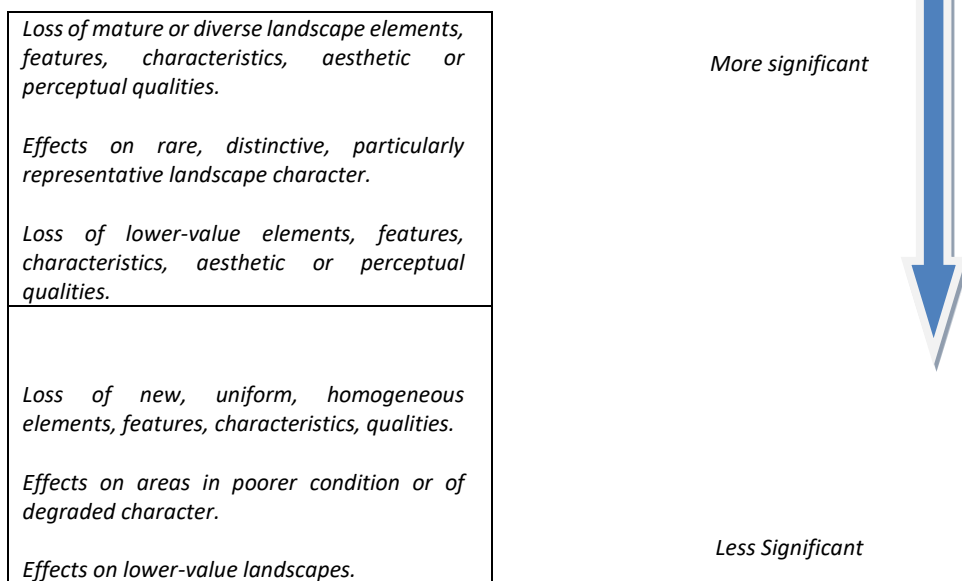 Loss of mature or diverse landscape elements,
features, characteristics, aesthetic or
perceptual qualities.
More significant
Effects on rare, distinctive, particularly
representative landscape character.
Loss of lower-value elements, features,
characteristics, aesthetic or perceptual
qualities.
Loss of new, uniform, homogeneous
elements, features, characteristics, qualities.
Effects on areas in poorer condition or of
degraded character.
Less Significant
Effects on lower-value landscapes.